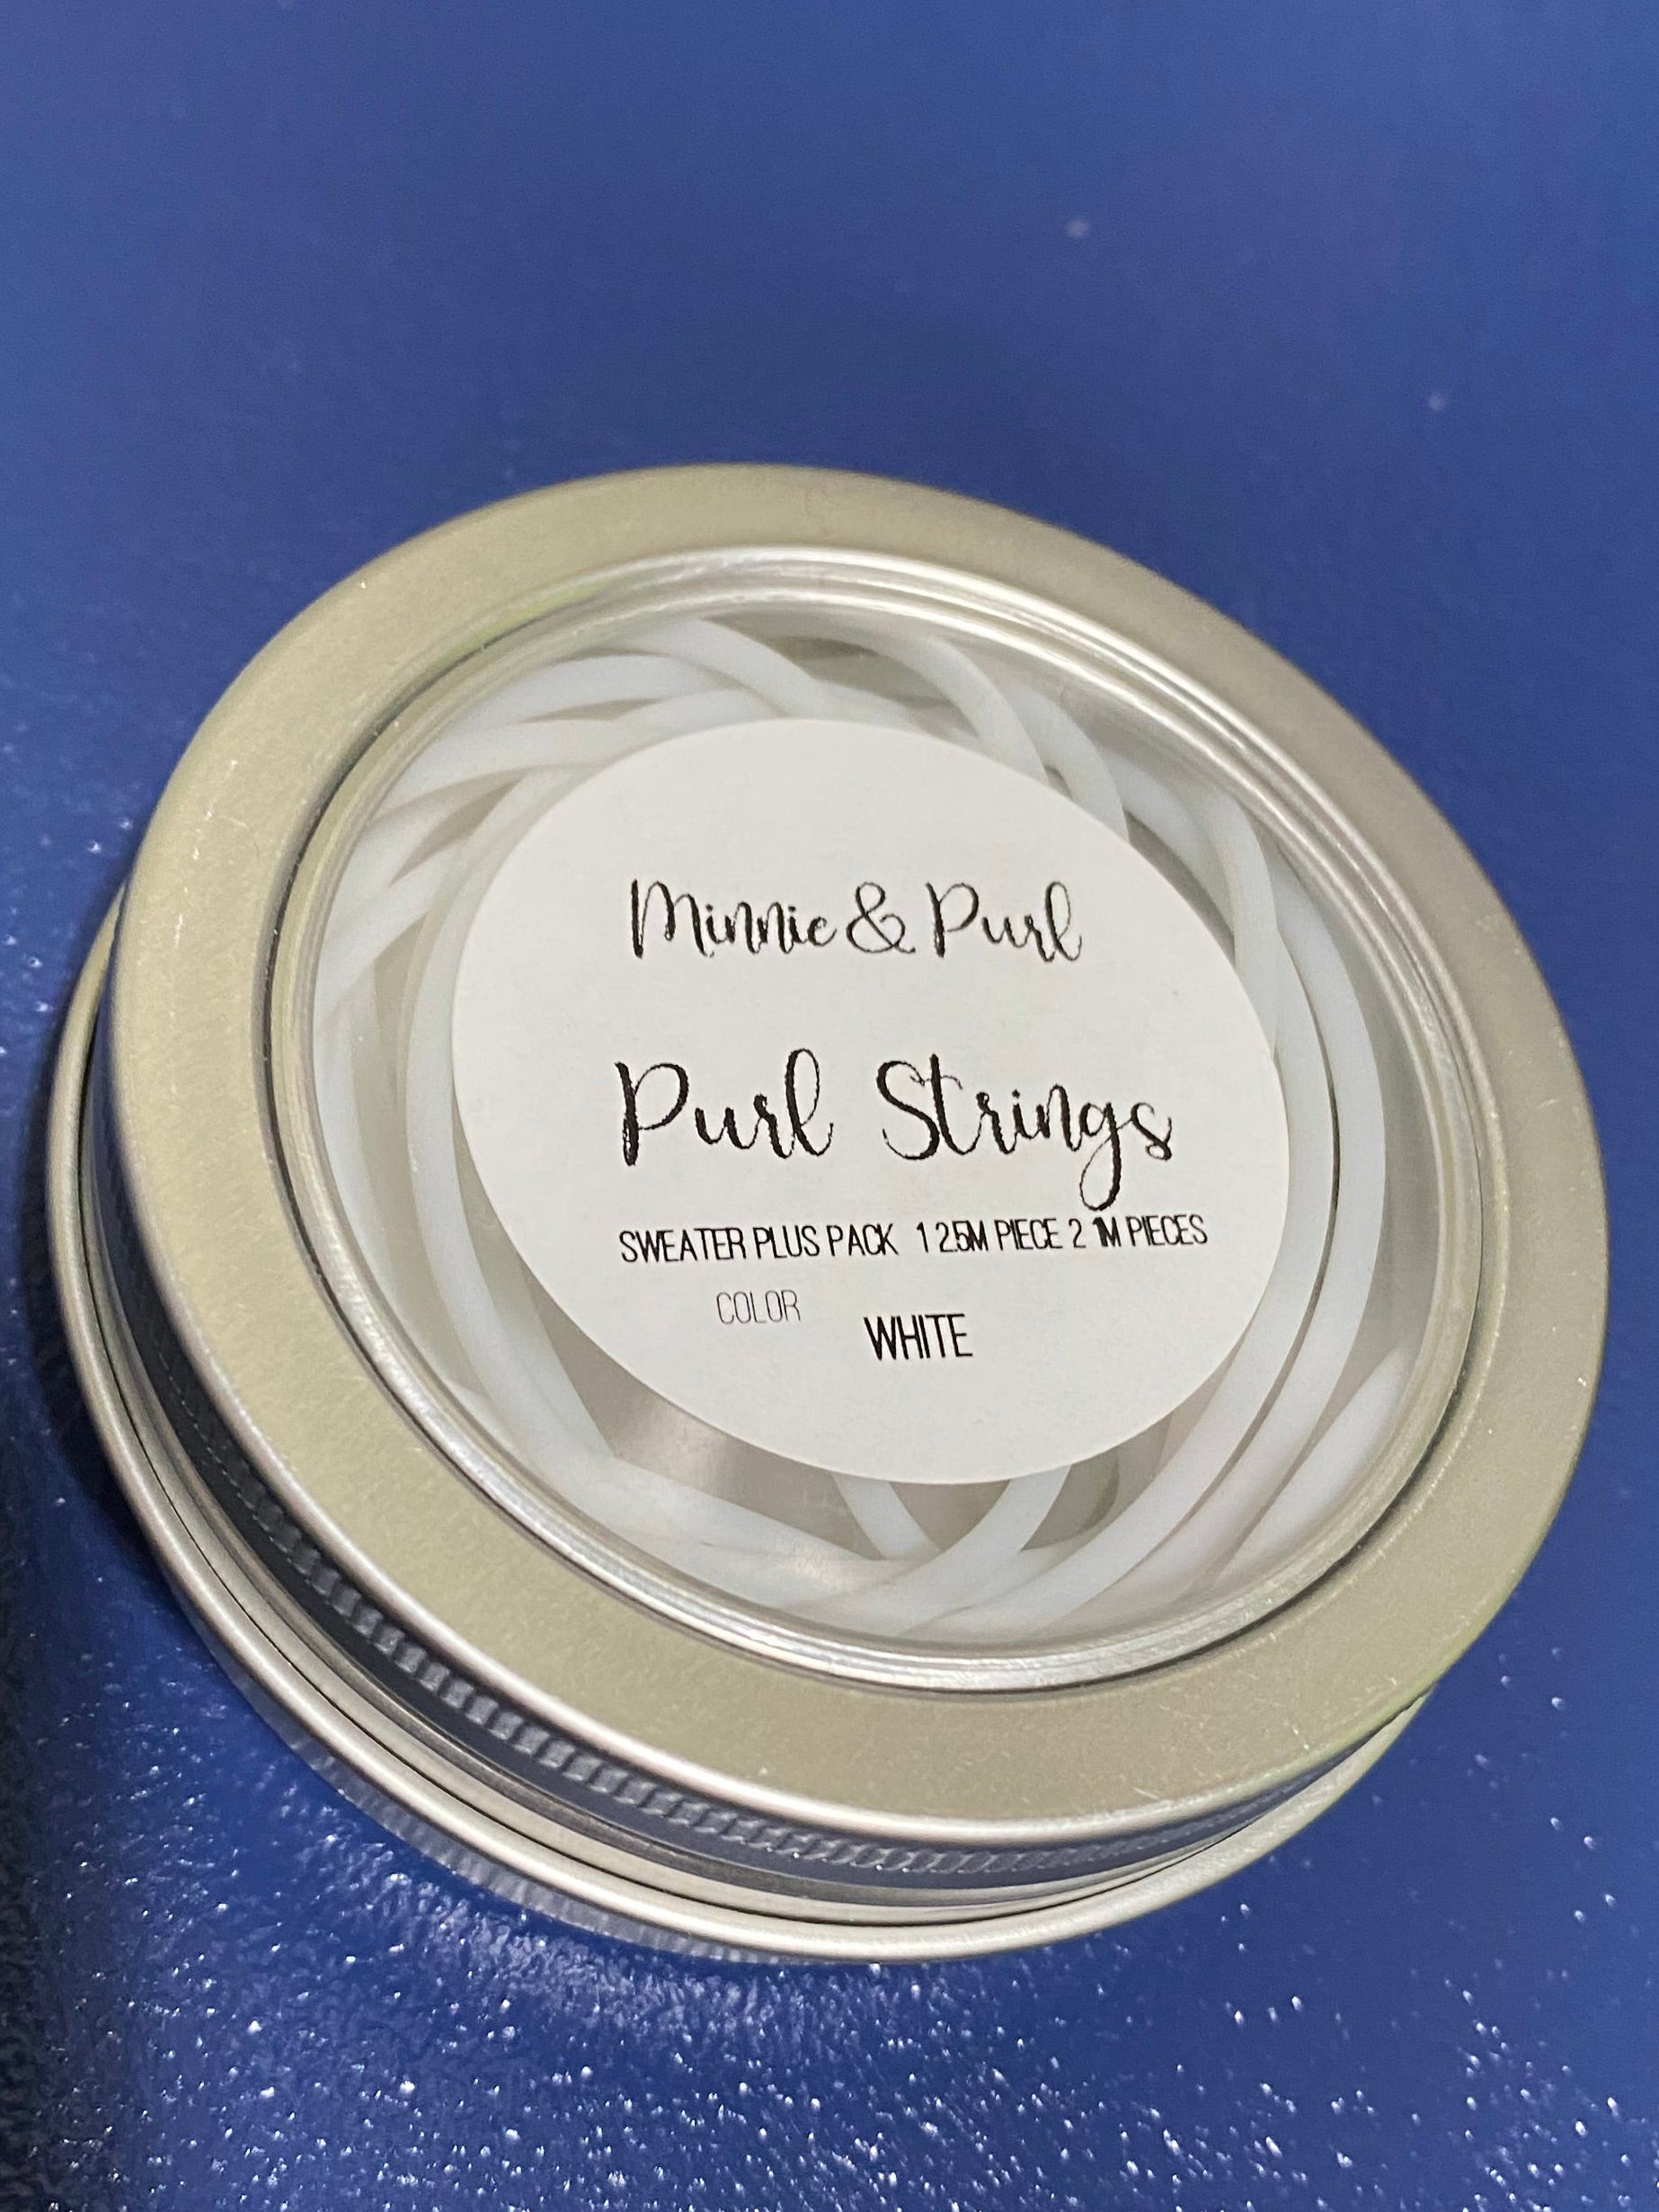 Minnie & Purl
Purl Strings
SWEATER PLUS PACK 1 2.5M PIECE 2 1M PIECES
COLOR
WHITE